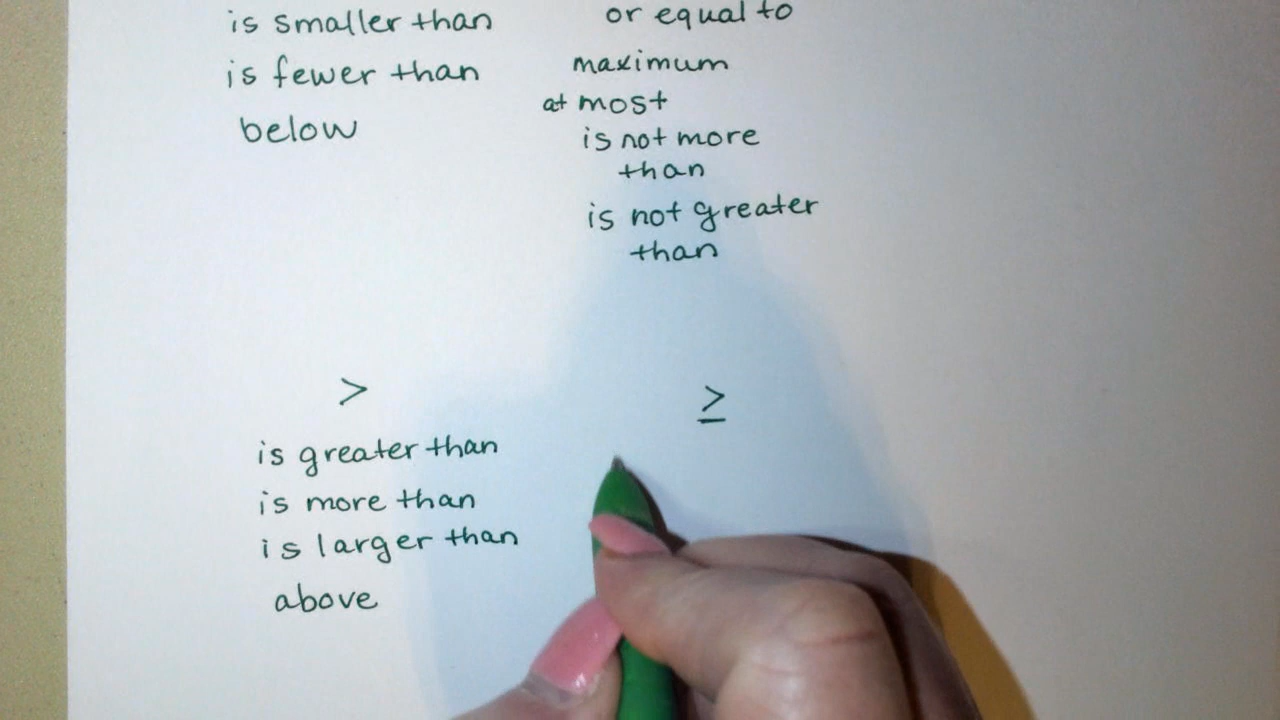 is smaller than
is fewer than
below
or equal to
maximum
at most
is not more
than
is not greater
than
>
is greater than
is more than
is larger than
above
≥